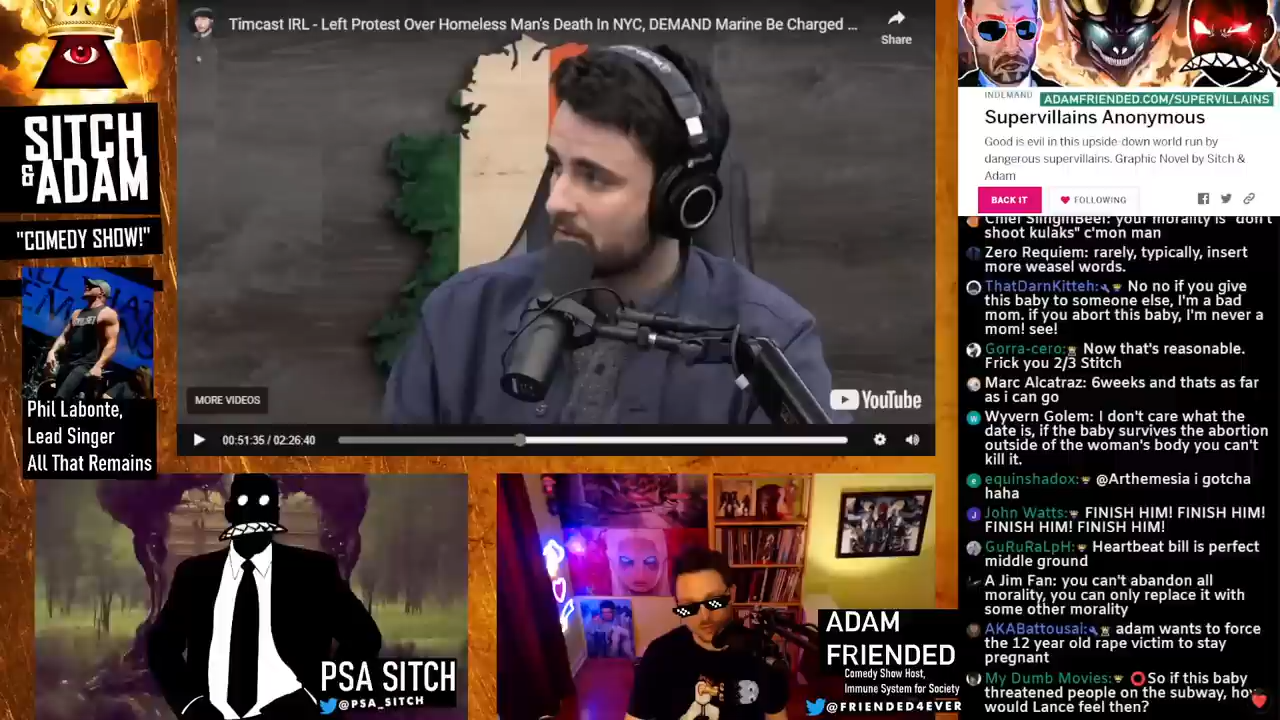 SITCH
& ADAM
"COMEDY SHOW!"
Phil Labonte,
Lead Singer
All That Remains
Timcast IRL - Left Protest Over Homeless Man's Death In NYC, DEMAND Marine Be Charged ...
Share
MORE VIDEOS
YouTube
00:51:35 / 02:26:40
PSA SITCH
@PSA_SITCH
ADAM
FRIENDED
Comedy Show Host,
Immune System for Society
@FRIENDED4EVER
INDEMAND
ADAMFRIENDED.COM/SUPERVILLAINS
Supervillains Anonymous
Good is evil in this upside-down world run by
dangerous supervillains. Graphic Novel by Sitch &
Adam
BACK IT
FOLLOWING
Chief SlinginBeef: your morality is "don't
shoot kulaks" c'mon man
Zero Requiem: rarely, typically, insert
more weasel words.
ThatDarnKitteh: No no if you give
this baby to someone else, I'm a bad
mom. if you abort this baby, I'm never a
mom! see!
Gorra-cero: Now that's reasonable.
Frick you 2/3 Stitch
Marc Alcatraz: 6weeks and thats as far
as i can go
Wyvern Golem: I don't care what the
date is, if the baby survives the abortion
outside of the woman's body you can't
kill it.
equinshadox: @Arthemesia i gotcha
haha
John Watts: FINISH HIM! FINISH HIM!
FINISH HIM! FINISH HIM!
GuRuRaLpH: Heartbeat bill is perfect
middle ground
A Jim Fan: you can't abandon all
morality, you can only replace it with
some other morality
AKABattousai: adam wants to force
the 12 year old rape victim to stay
pregnant
My Dumb Movies: So if this baby
threatened people on the subway, how
would Lance feel then?